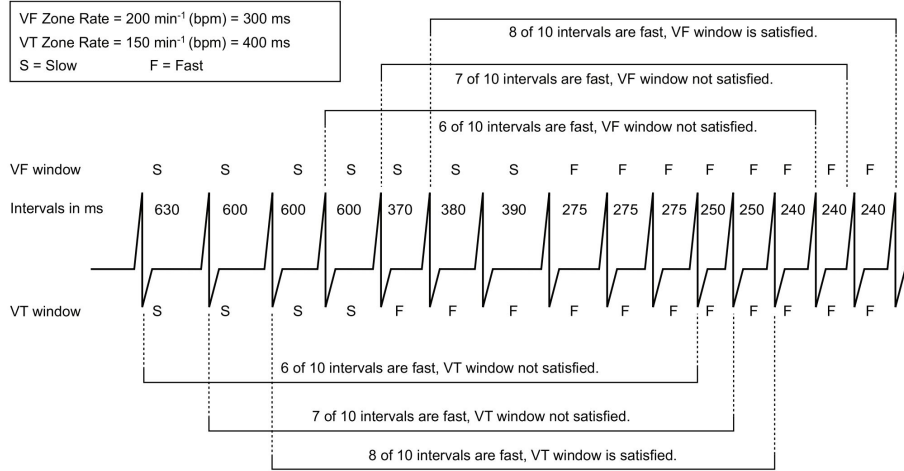 VF Zone Rate = 200 min⁻¹ (bpm) = 300 ms
VT Zone Rate = 150 min⁻¹ (bpm) = 400 ms
S = Slow F = Fast
8 of 10 intervals are fast, VF window is satisfied.
7 of 10 intervals are fast, VF window not satisfied.
6 of 10 intervals are fast, VF window not satisfied.
VF window S S S S S S S F F F F F F F F
Intervals in ms 630 600 600 600 370 380 390 275 275 275 250 250 240 240 240
VT window S S S S F F F F F F F F F F F
6 of 10 intervals are fast, VT window not satisfied.
7 of 10 intervals are fast, VT window not satisfied.
8 of 10 intervals are fast, VT window is satisfied.